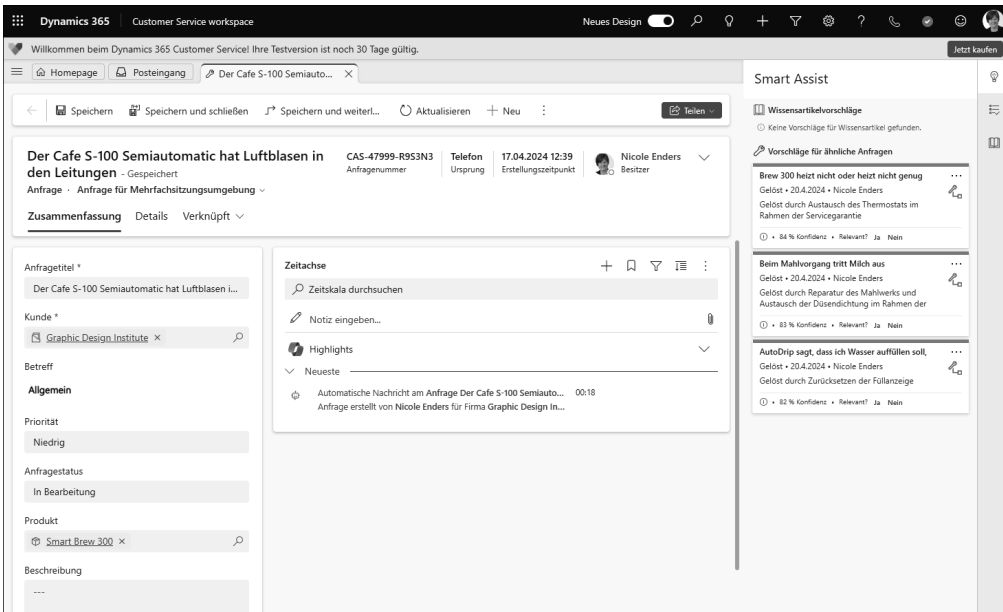 Dynamics 365 Customer Service workspace Neues Design
Willkommen beim Dynamics 365 Customer Service! Ihre Testversion ist noch 30 Tage gültig. Jetzt kaufen
Homepage Posteingang Der Cafe S-100 Semiauto...
Speichern Speichern und schließen Speichern und weiterl... Aktualisieren Neu Teilen
Der Cafe S-100 Semiautomatic hat Luftblasen in
den Leitungen - Gespeichert
Anfrage · Anfrage für Mehrfachsitzungsumgebung
CAS-47999-R9S3N3
Anfragenummer
Telefon
Ursprung
17.04.2024 12:39
Erstellungszeitpunkt
Nicole Enders
Besitzer
Zusammenfassung Details Verknüpft
Anfragetitel *
Der Cafe S-100 Semiautomatic hat Luftblasen i...
Kunde *
Graphic Design Institute
Betreff
Allgemein
Priorität
Niedrig
Anfragestatus
In Bearbeitung
Produkt
Smart Brew 300
Beschreibung
---
Zeitachse
Zeitskala durchsuchen
Notiz eingeben...
Highlights
Neueste
Automatische Nachricht am Anfrage Der Cafe S-100 Semiauto... 00:18
Anfrage erstellt von Nicole Enders für Firma Graphic Design In...
Smart Assist
Wissensartikelvorschläge
Keine Vorschläge für Wissensartikel gefunden.
Vorschläge für ähnliche Anfragen
Brew 300 heizt nicht oder heizt nicht genug
Gelöst • 20.4.2024 • Nicole Enders
Gelöst durch Austausch des Thermostats im
Rahmen der Servicegarantie
• 84 % Konfidenz • Relevant? Ja Nein
Beim Mahlvorgang tritt Milch aus
Gelöst • 20.4.2024 • Nicole Enders
Gelöst durch Reparatur des Mahlwerks und
Austausch der Düsendichtung im Rahmen der
• 83 % Konfidenz • Relevant? Ja Nein
AutoDrip sagt, dass ich Wasser auffüllen soll,
Gelöst • 20.4.2024 • Nicole Enders
Gelöst durch Zurücksetzen der Füllanzeige
• 82 % Konfidenz • Relevant? Ja Nein